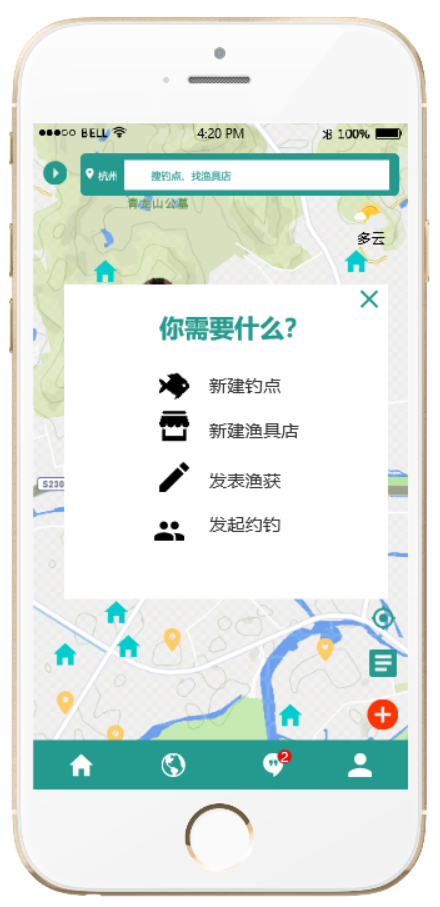 BELL 4:20 PM 100%
杭州 搜钓点、找渔具店
青龙山公墓
多云
你需要什么?
新建钓点
新建渔具店
发表渔获
发起约钓
S230
2